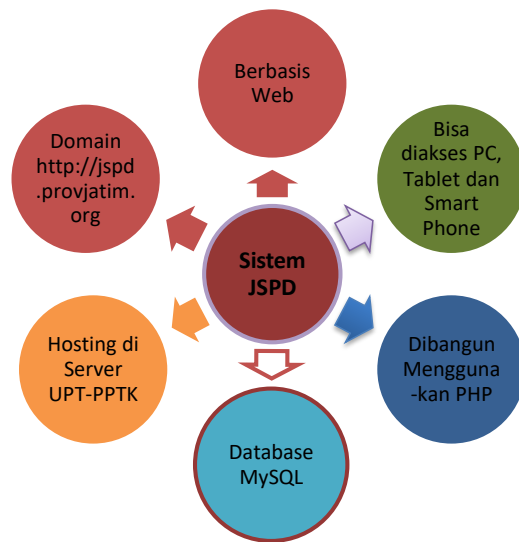 Berbasis
Web
Domain
http://jspd
.provjatim.
org
Bisa
diakses PC,
Tablet dan
Smart
Phone
Sistem
JSPD
Hosting di
Server
UPT-PPTK
Dibangun
Mengguna
-kan PHP
Database
MySQL